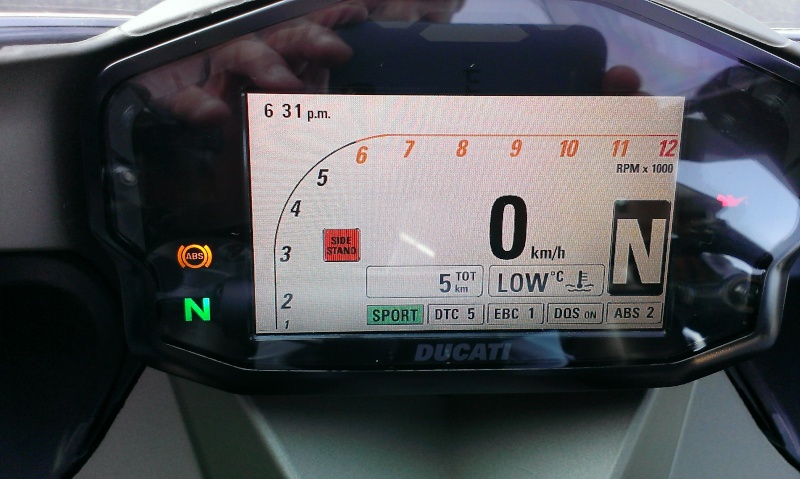 6 31 p.m.
6 7 8 9 10 11 12
RPM x 1000
5
4
3
2
1
SIDE
STAND
0 km/h
N
5 TOT km
LOW °C
SPORT DTC 5 EBC 1 DQS ON ABS 2
ABS
N
DUCATI